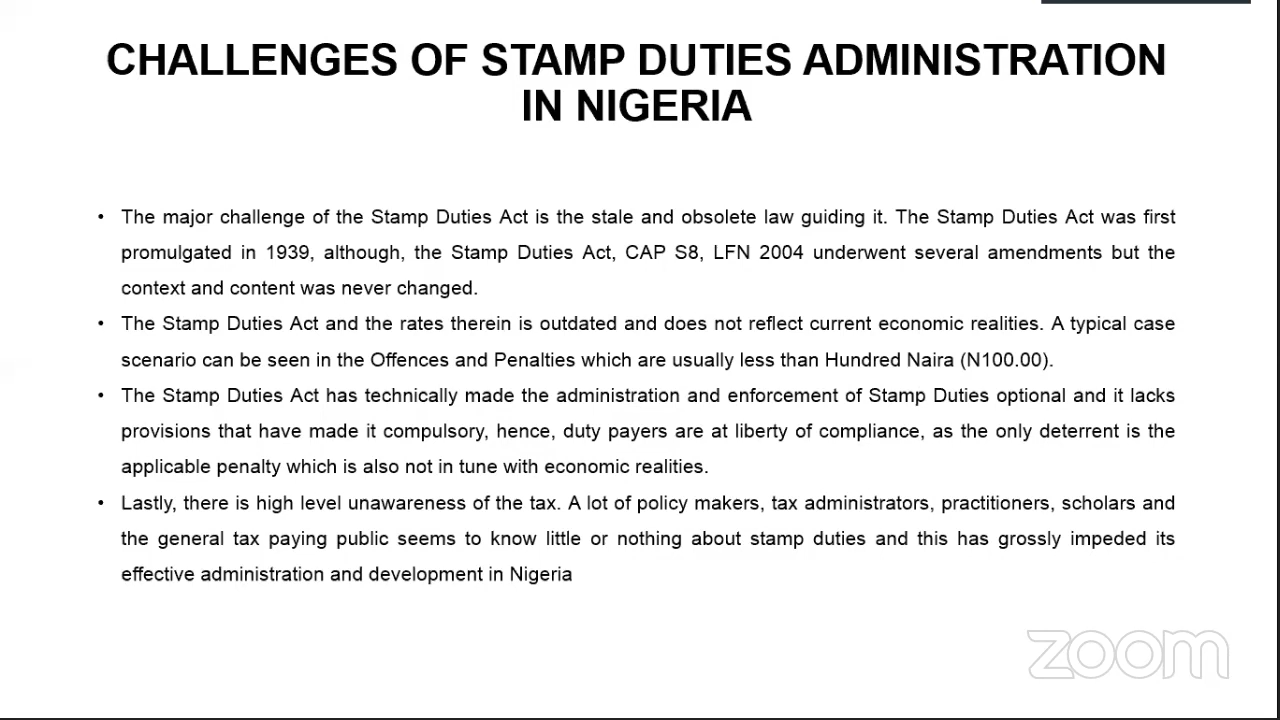 CHALLENGES OF STAMP DUTIES ADMINISTRATION
IN NIGERIA
• The major challenge of the Stamp Duties Act is the stale and obsolete law guiding it. The Stamp Duties Act was first
promulgated in 1939, although, the Stamp Duties Act, CAP S8, LFN 2004 underwent several amendments but the
context and content was never changed.
• The Stamp Duties Act and the rates therein is outdated and does not reflect current economic realities. A typical case
scenario can be seen in the Offences and Penalties which are usually less than Hundred Naira (N100.00).
• The Stamp Duties Act has technically made the administration and enforcement of Stamp Duties optional and it lacks
provisions that have made it compulsory, hence, duty payers are at liberty of compliance, as the only deterrent is the
applicable penalty which is also not in tune with economic realities.
• Lastly, there is high level unawareness of the tax. A lot of policy makers, tax administrators, practitioners, scholars and
the general tax paying public seems to know little or nothing about stamp duties and this has grossly impeded its
effective administration and development in Nigeria
zoom